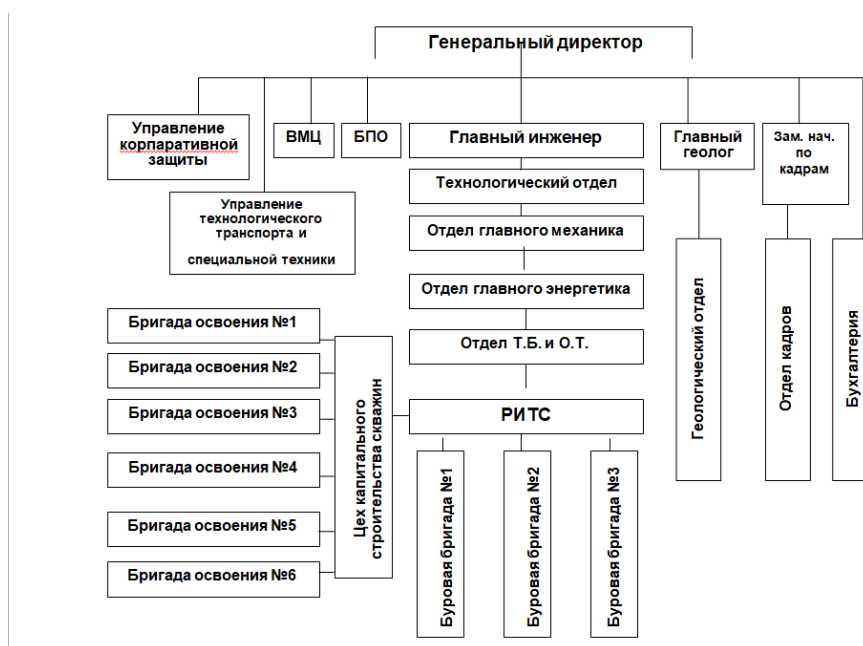 Генеральный директор
Управление
корпаративной
защиты
ВМЦ
БПО
Главный инженер
Главный
геолог
Зам. нач.
по
кадрам
Технологический отдел
Управление
технологического
транспорта и
специальной техники
Отдел главного механика
Отдел главного энергетика
Отдел Т.Б. и О.Т.
РИТС
Бригада освоения №1
Бригада освоения №2
Бригада освоения №3
Бригада освоения №4
Бригада освоения №5
Бригада освоения №6
Цех капитального
строительства скважин
Буровая бригада №1
Буровая бригада №2
Буровая бригада №3
Геологический отдел
Отдел кадров
Бухгалтерия